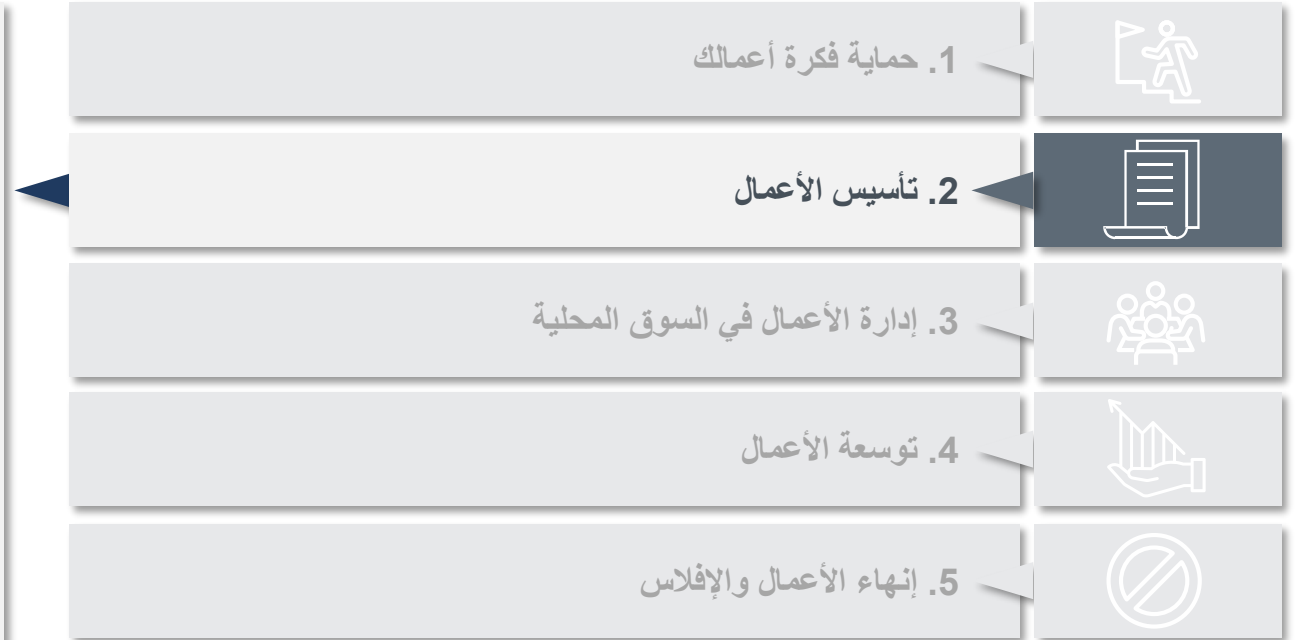 1. حماية فكرة أعمالك
2. تأسيس الأعمال
3. إدارة الأعمال في السوق المحلية
4. توسعة الأعمال
5. إنهاء الأعمال والإفلاس